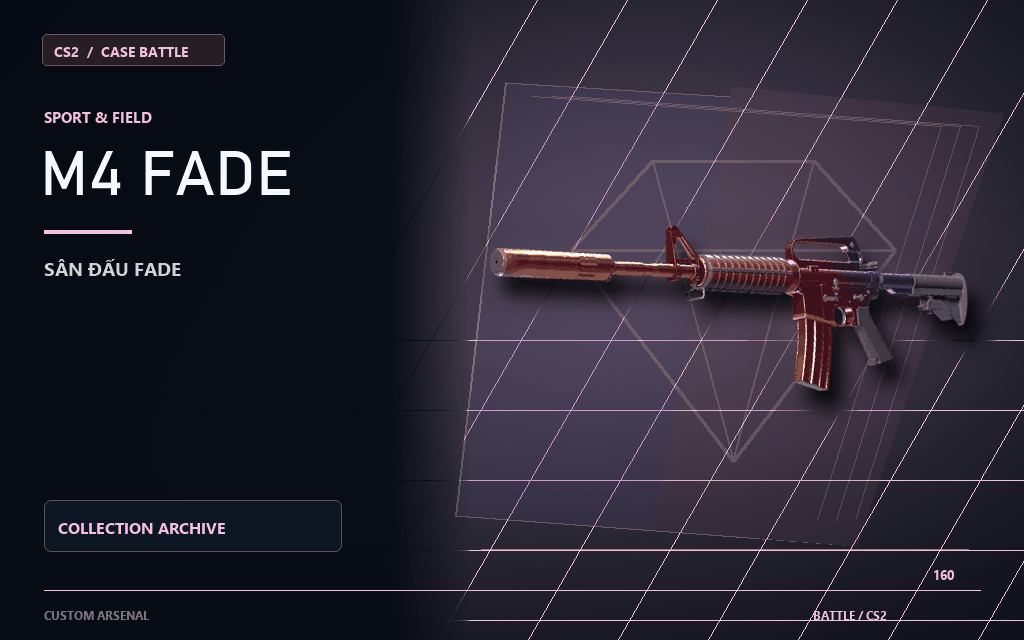 CS2 / CASE BATTLE
SPORT & FIELD
M4 FADE
SÂN ĐẤU FADE
COLLECTION ARCHIVE
160
CUSTOM ARSENAL
BATTLE / CS2